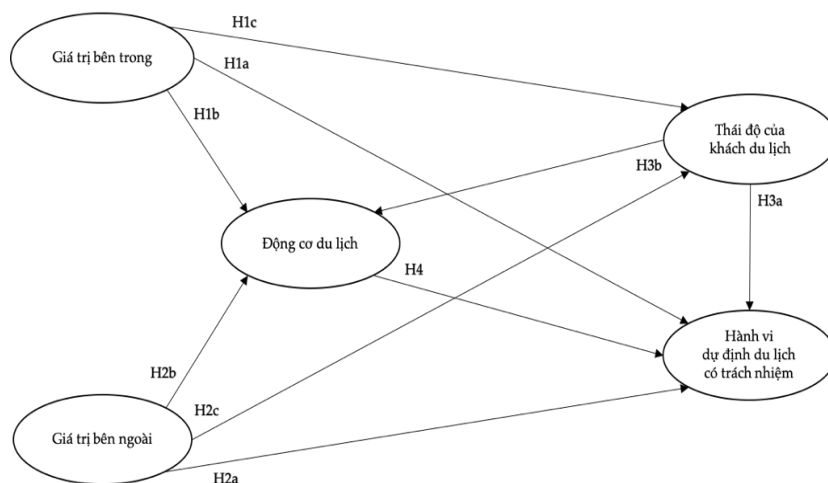 H1c
Giá trị bên trong
H1a
H1b
Thái độ của
khách du lịch
H3b
H3a
Động cơ du lịch
H4
Hành vi
dự định du lịch
có trách nhiệm
H2b
H2c
Giá trị bên ngoài
H2a